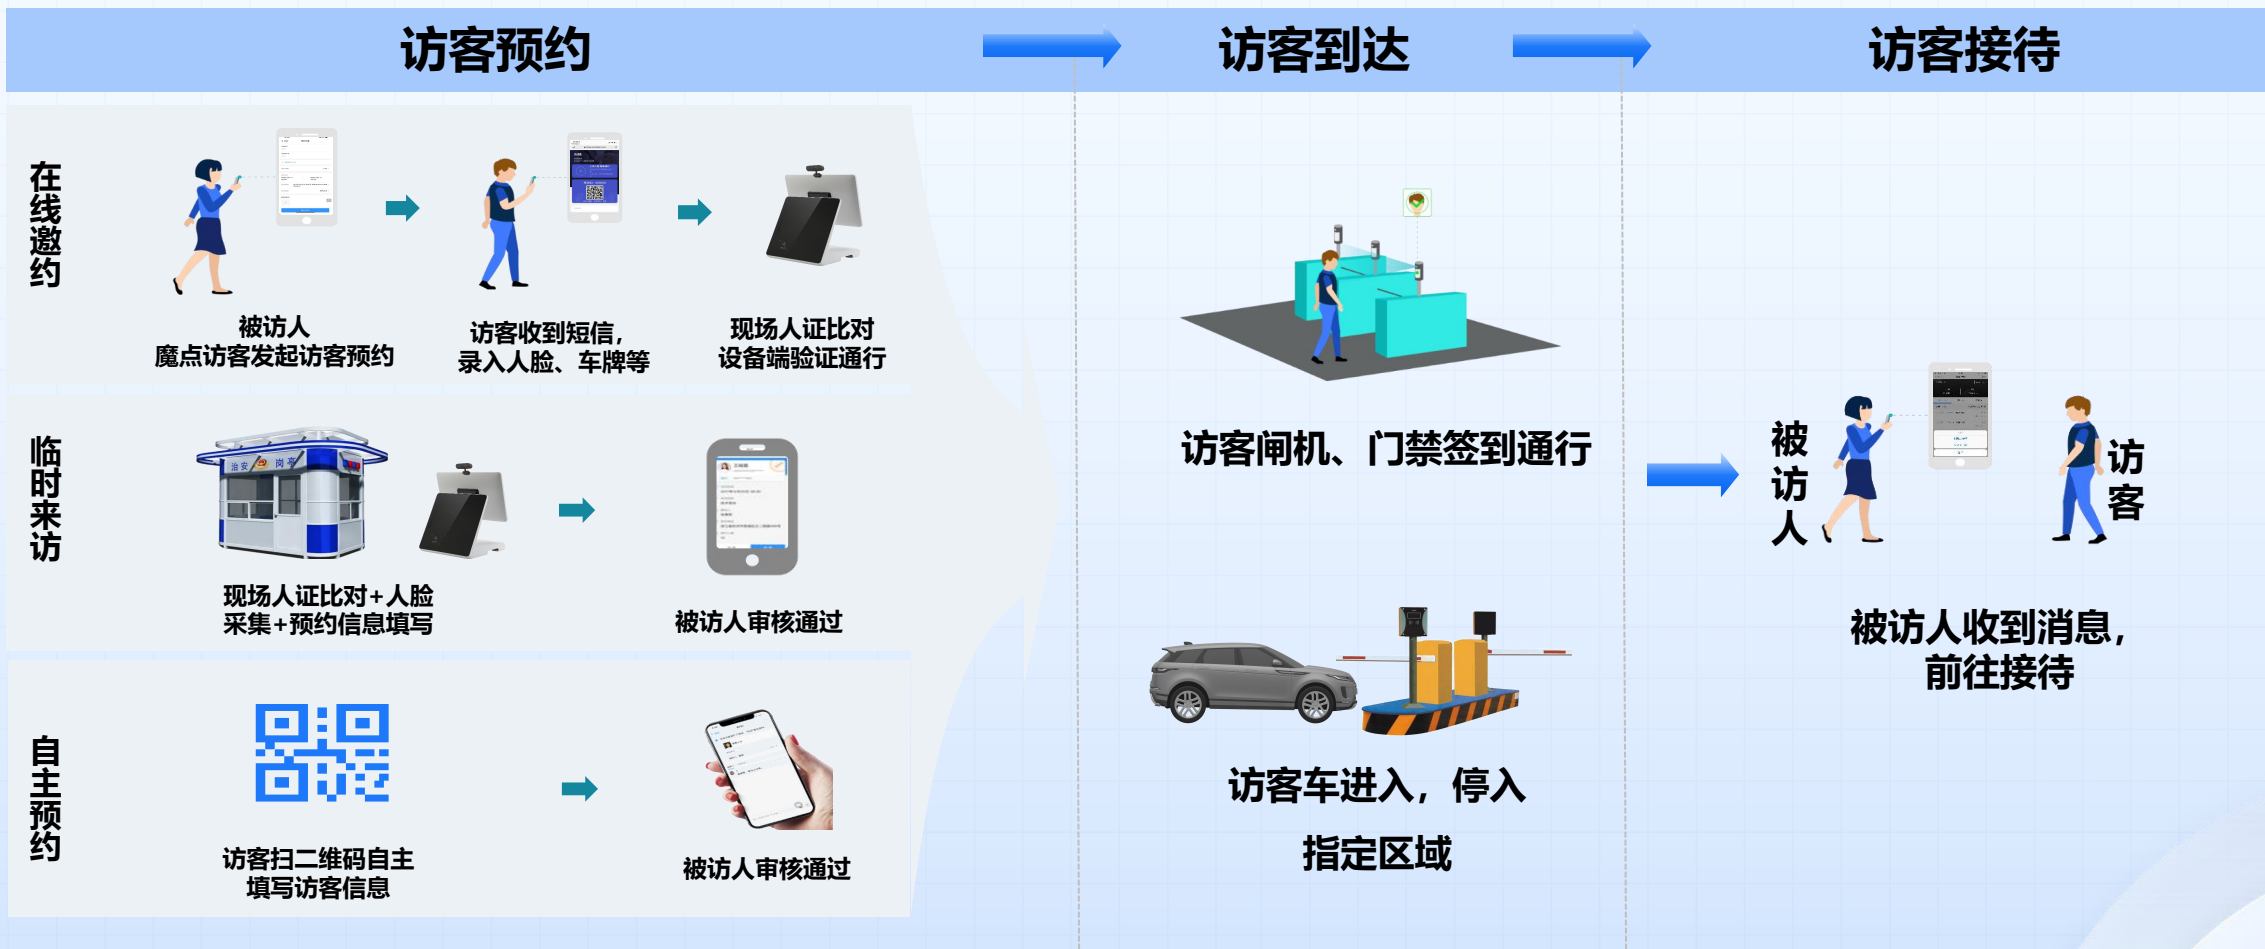 访客预约
访客到达
访客接待
在线邀约
被访人
魔点访客发起访客预约
访客收到短信，
录入人脸、车牌等
现场人证比对
设备端验证通行
临时来访
治安
岗亭
现场人证比对+人脸
采集+预约信息填写
被访人审核通过
自主预约
访客扫二维码自主
填写访客信息
被访人审核通过
访客闸机、门禁签到通行
访客车进入，停入
指定区域
被访人
访客
被访人收到消息，
前往接待